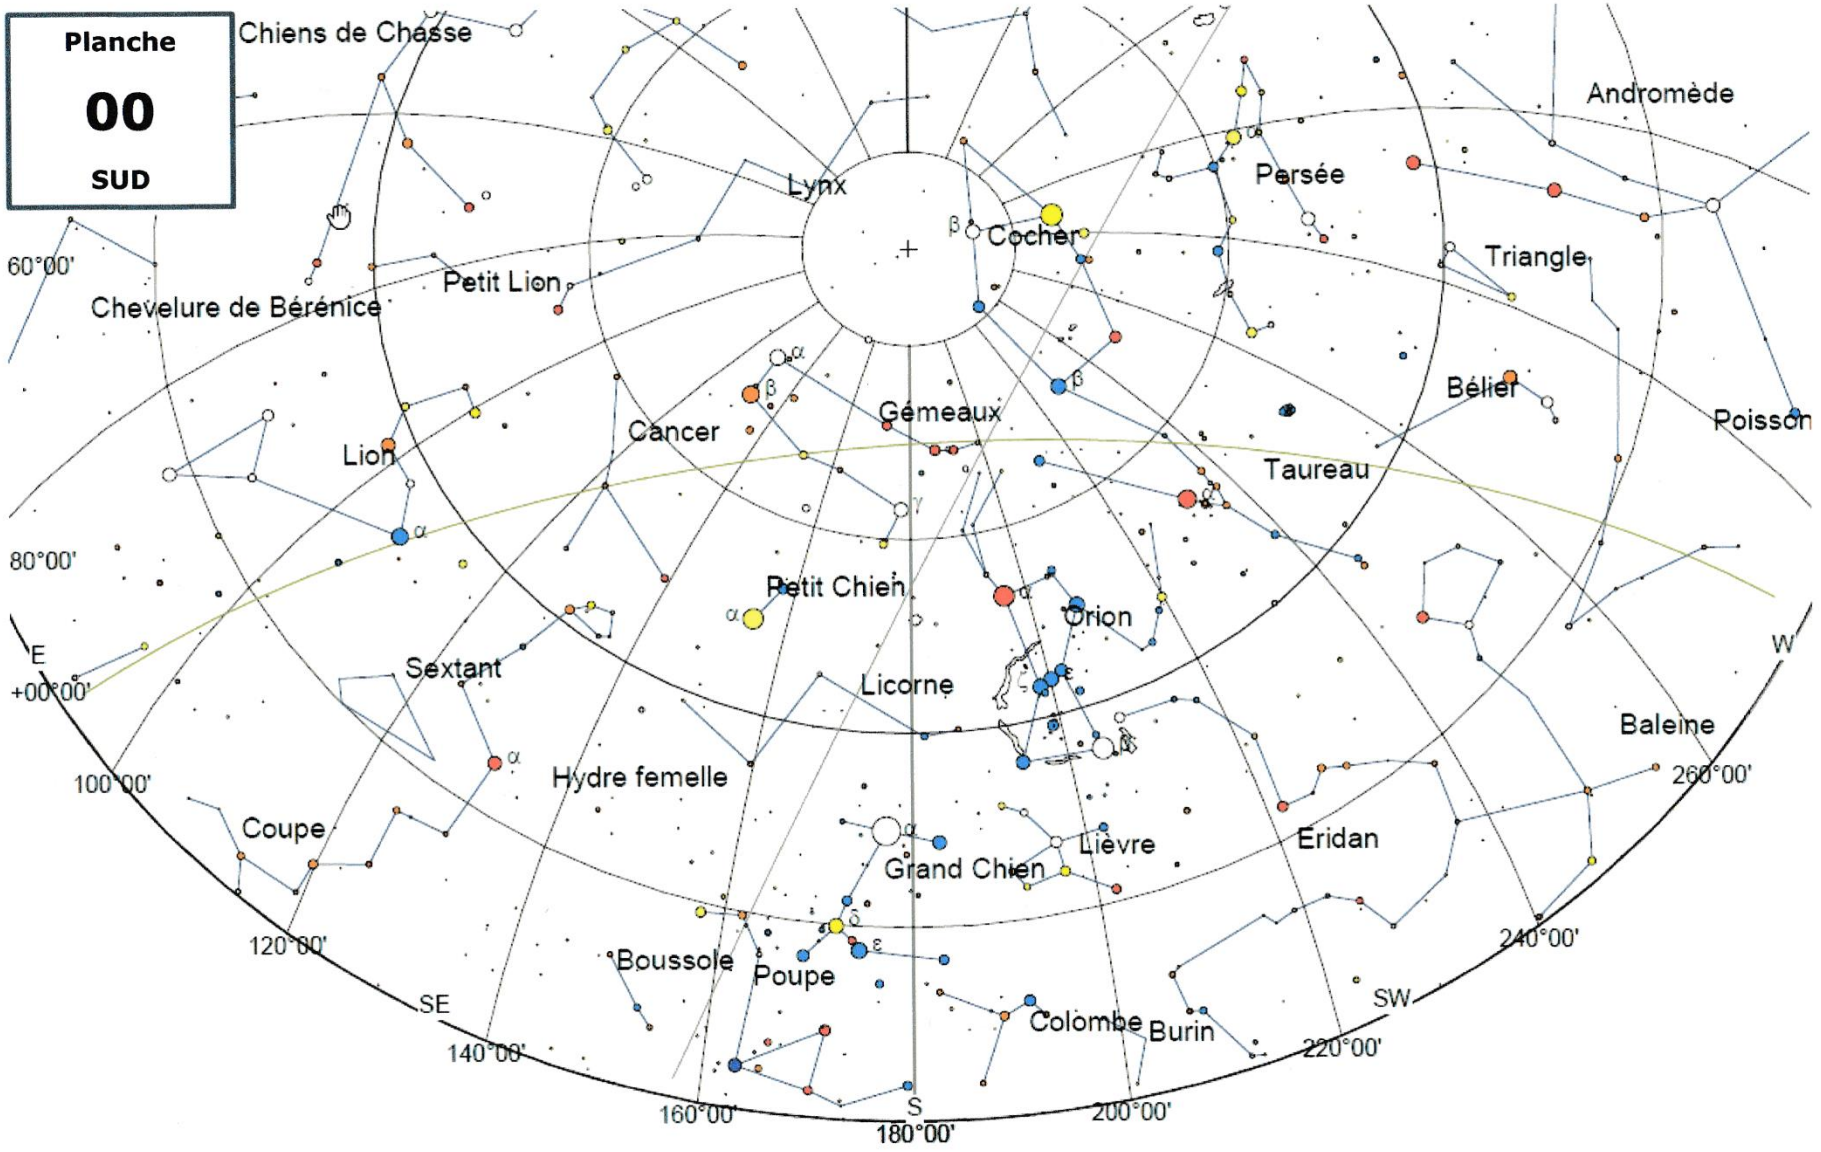 Planche
00
SUD
Chiens de Chasse
Andromède
Lynx
Persée
α
β
Cocher
Triangle
60°00'
Petit Lion
Chevelure de Bérénice
α
β
β
Bélier
Gémeaux
Poisson
Cancer
Lion
Taureau
α
γ
α
80°00'
Petit Chien
α
α
Orion
E
W
Sextant
ε
+00°00'
Licorne
ζ
Baleine
α
β
Hydre femelle
100°00'
260°00'
Coupe
α
Eridan
Lièvre
Grand Chien
δ
ε
120°00'
240°00'
Boussole
Poupe
SE
SW
Colombe
Burin
140°00'
220°00'
160°00'
S
200°00'
180°00'